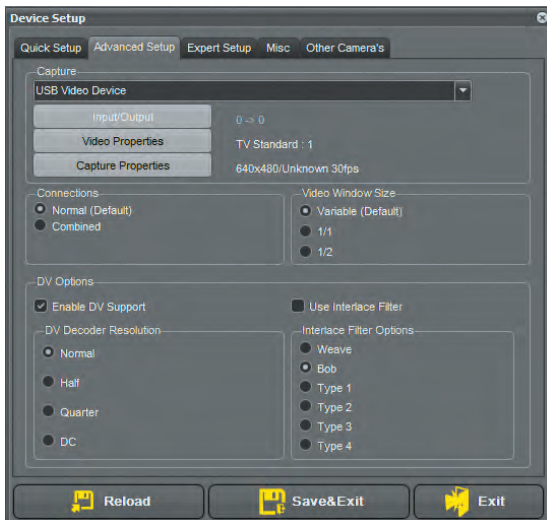 Device Setup
Quick Setup Advanced Setup Expert Setup Misc Other Camera's
Capture
USB Video Device
Input/Output 0 -> 0
Video Properties TV Standard : 1
Capture Properties 640x480/Unknown 30fps
Connections
Normal (Default)
Combined
Video Window Size
Variable (Default)
1/1
1/2
DV Options
Enable DV Support Use Interlace Filter
DV Decoder Resolution
Normal
Half
Quarter
DC
Interlace Filter Options
Weave
Bob
Type 1
Type 2
Type 3
Type 4
Reload Save&Exit Exit